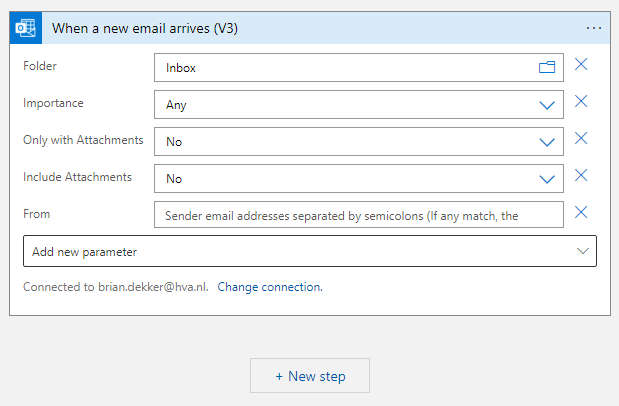 When a new email arrives (V3)
Folder
Inbox
Importance
Any
Only with Attachments
No
Include Attachments
No
From
Sender email addresses separated by semicolons (If any match, the
Add new parameter
Connected to brian.dekker@hva.nl. Change connection.
+ New step